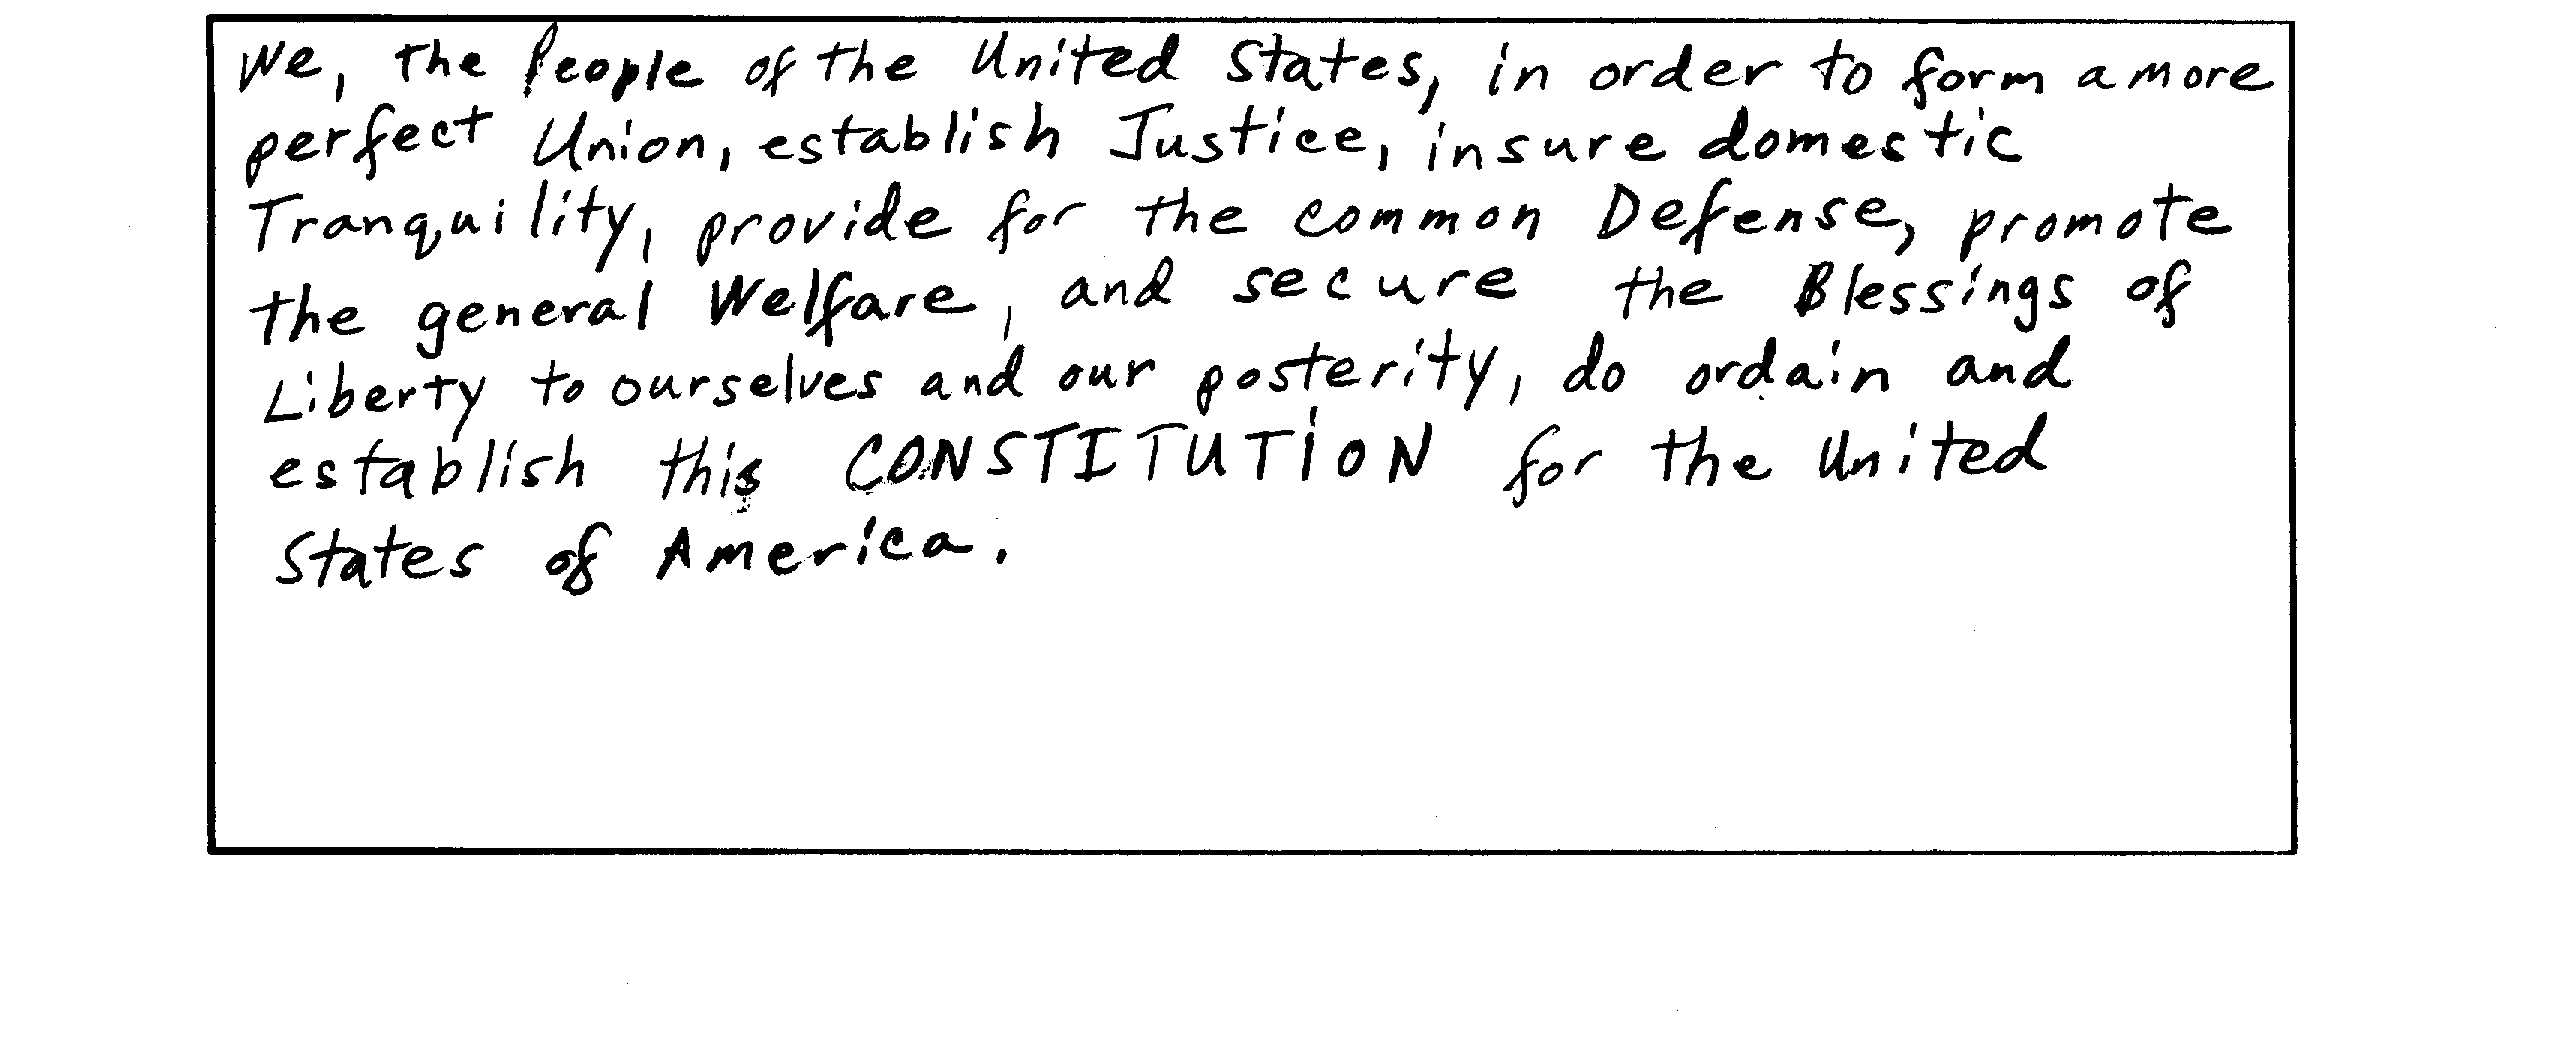 We, the People of the United States, in order to form a more
perfect Union, establish Justice, insure domestic
Tranquility, provide for the common Defense, promote
the general Welfare, and secure the Blessings of
Liberty to ourselves and our posterity, do ordain and
establish this CONSTITUTION for the United
States of America.